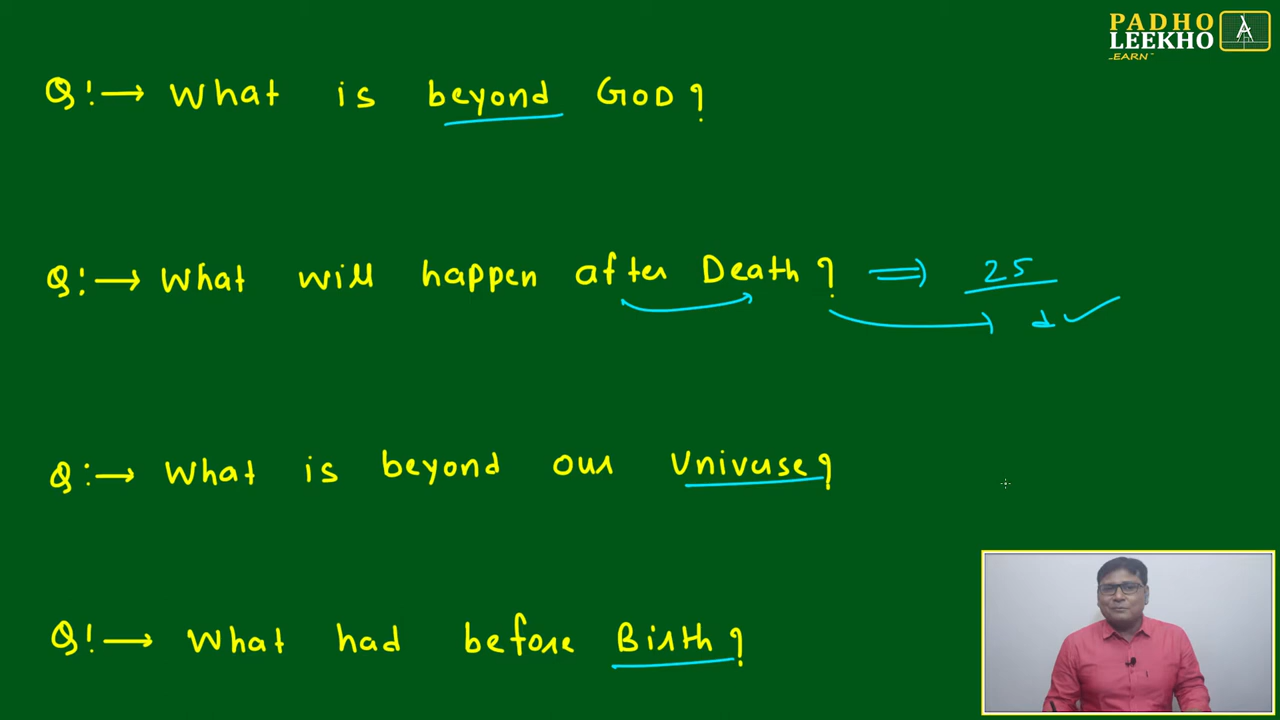 PADHO
LEEKHO
EARN
Q:→ What is beyond GOD?
Q:→ What will happen after Death? ⇒ 25
d ✓
Q:→ What is beyond our Universe?
Q:→ What had before Birth?